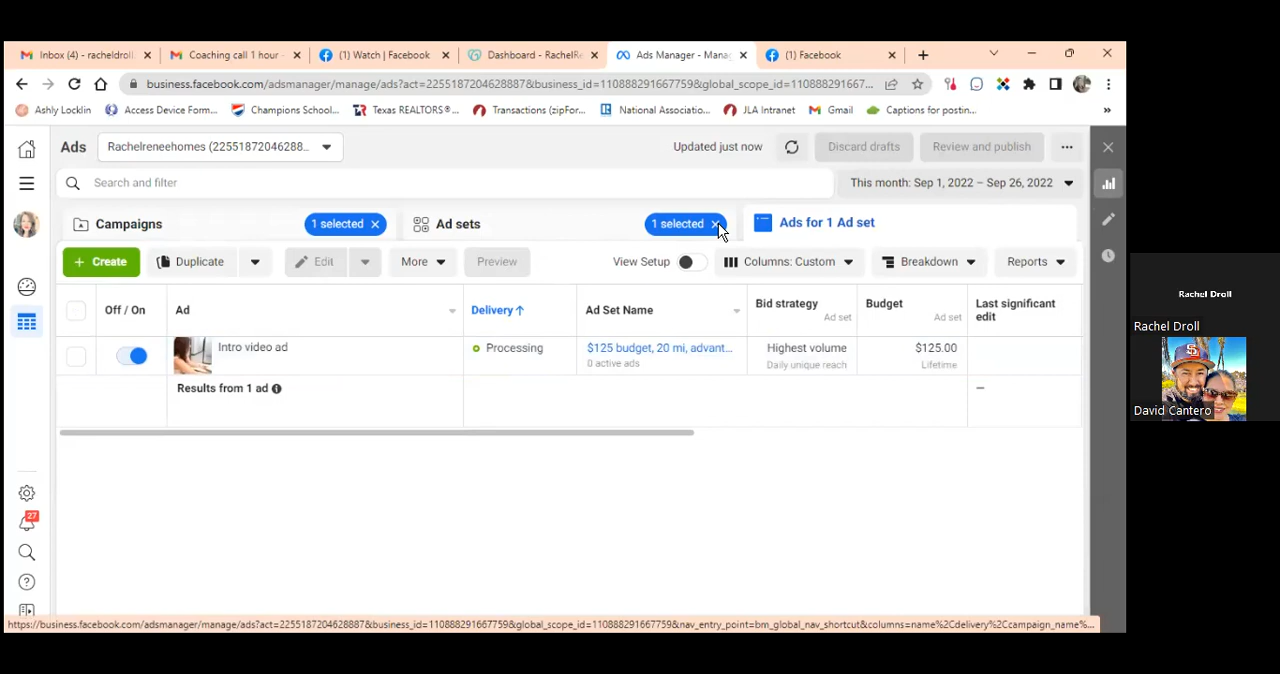 Inbox (4) - racheldroll.
Coaching call 1 hour -
(1) Watch | Facebook
Dashboard - RachelRe
Ads Manager - Mana
(1) Facebook
business.facebook.com/adsmanager/manage/ads?act=2255187204628887&business_id=110888291667759&global_scope_id=110888291667759...
Ashly Locklin
Access Device Form...
Champions School...
Texas REALTORS®...
Transactions (zipFor...
National Associatio...
JLA Intranet
Gmail
Captions for postin...
»
Ads
Rachelreneehomes (22551872046288...
Updated just now
Discard drafts
Review and publish
Search and filter
This month: Sep 1, 2022 – Sep 26, 2022
Campaigns
1 selected
Ad sets
1 selected
Ads for 1 Ad set
+ Create
Duplicate
Edit
More
Preview
View Setup
Columns: Custom
Breakdown
Reports
Off / On
Ad
Delivery ↑
Ad Set Name
Bid strategy
Ad set
Budget
Ad set
Last significant
edit
Intro video ad
Processing
$125 budget, 20 mi, advant...
0 active ads
Highest volume
Daily unique reach
$125.00
Lifetime
Results from 1 ad
—
27
https://business.facebook.com/adsmanager/manage/ads?act=2255187204628887&business_id=110888291667759&global_scope_id=110888291667759&nav_entry_point=bm_global_nav_shortcut&columns=name%2Cdelivery%2Ccampaign_name%...
Rachel Droll
Rachel Droll
David Cantero